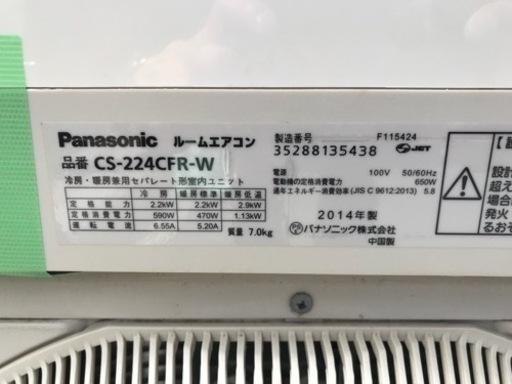 Panasonic ルームエアコン
品番 CS-224CFR-W
冷房・暖房兼用セパレート形室内ユニット
冷房 暖房標準 暖房低温
定格能力 2.2kW 2.2kW 2.9kW
定格消費電力 590W 470W 1.13kW
運転電流 6.55A 5.20A
質量 7.0kg
製造番号 F115424
35288135438 JET
電源 100V 50/60Hz
電動機の定格消費電力 650W
通年エネルギー消費効率(JIS C 9612:2013) 5.8
2014年製
PS E パナソニック株式会社
中国製
設計
場合に
発火・
るおそ